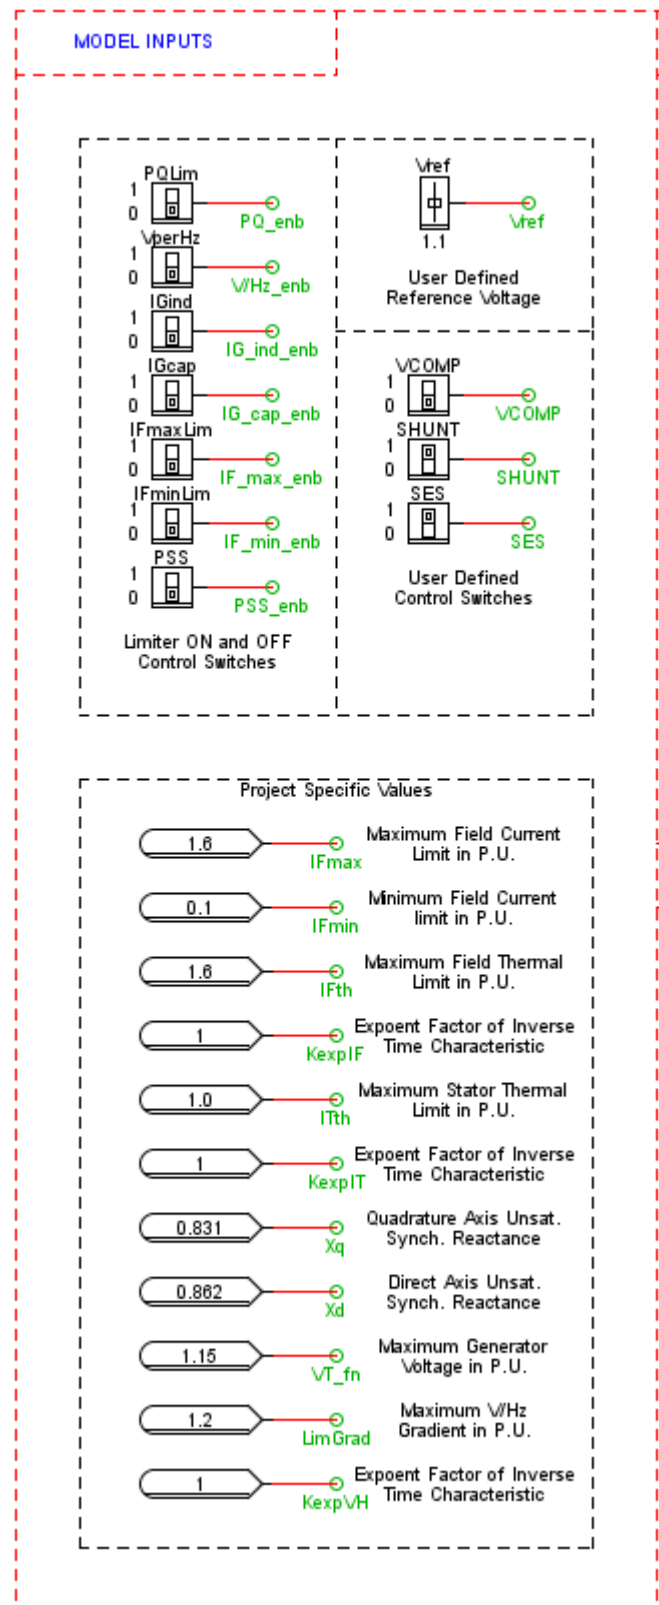 MODEL INPUTS
PQLim
1
0
PQ_enb
VperHz
1
0
V/Hz_enb
IGind
1
0
IG_ind_enb
IGcap
1
0
IG_cap_enb
IFmaxLim
1
0
IF_max_enb
IFminLim
1
0
IF_min_enb
PSS
1
0
PSS_enb
Limiter ON and OFF
Control Switches
Vref
Vref
1.1
User Defined
Reference Voltage
VCOMP
1
0
VCOMP
SHUNT
1
0
SHUNT
SES
1
0
SES
User Defined
Control Switches
Project Specific Values
1.6
IFmax
Maximum Field Current
Limit in P.U.
0.1
IFmin
Minimum Field Current
limit in P.U.
1.6
IFth
Maximum Field Thermal
Limit in P.U.
1
KexpIF
Expoent Factor of Inverse
Time Characteristic
1.0
ITth
Maximum Stator Thermal
Limit in P.U.
1
KexpIT
Expoent Factor of Inverse
Time Characteristic
0.831
Xq
Quadrature Axis Unsat.
Synch. Reactance
0.862
Xd
Direct Axis Unsat.
Synch. Reactance
1.15
VT_fn
Maximum Generator
Voltage in P.U.
1.2
LimGrad
Maximum V/Hz
Gradient in P.U.
1
KexpVH
Expoent Factor of Inverse
Time Characteristic